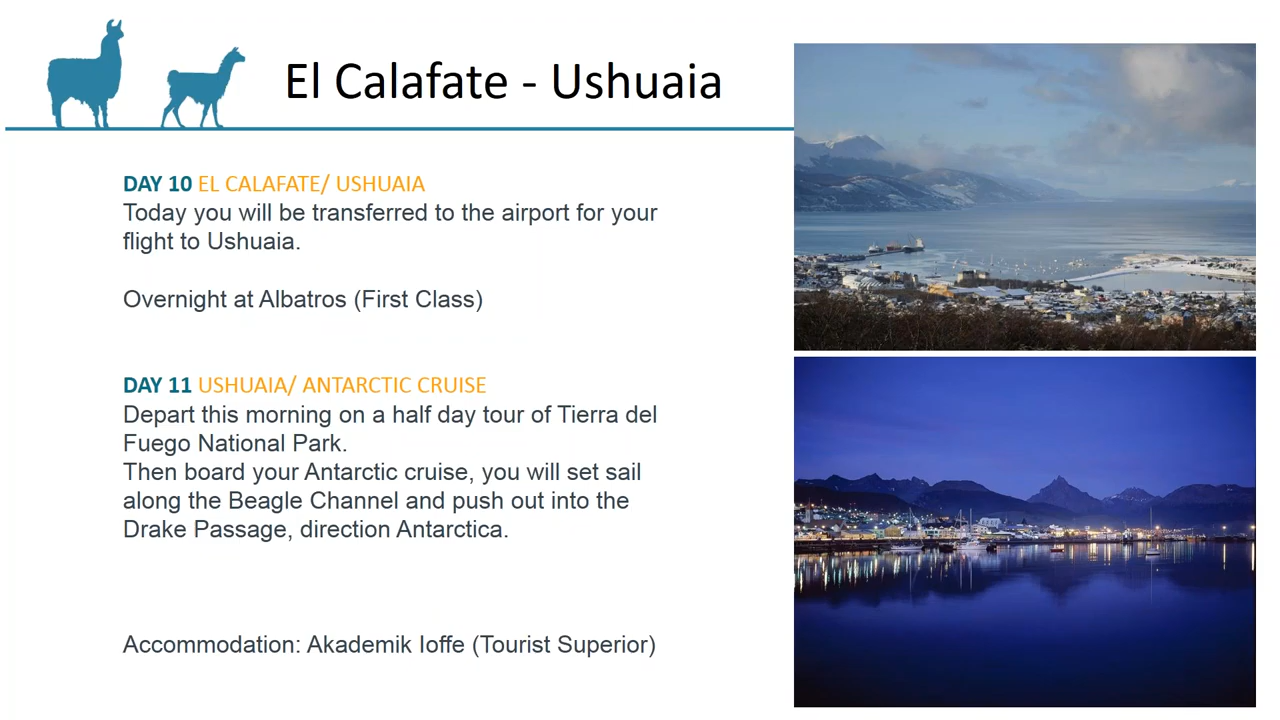 El Calafate - Ushuaia
DAY 10 EL CALAFATE/ USHUAIA
Today you will be transferred to the airport for your
flight to Ushuaia.
Overnight at Albatros (First Class)
DAY 11 USHUAIA/ ANTARCTIC CRUISE
Depart this morning on a half day tour of Tierra del
Fuego National Park.
Then board your Antarctic cruise, you will set sail
along the Beagle Channel and push out into the
Drake Passage, direction Antarctica.
Accommodation: Akademik Ioffe (Tourist Superior)